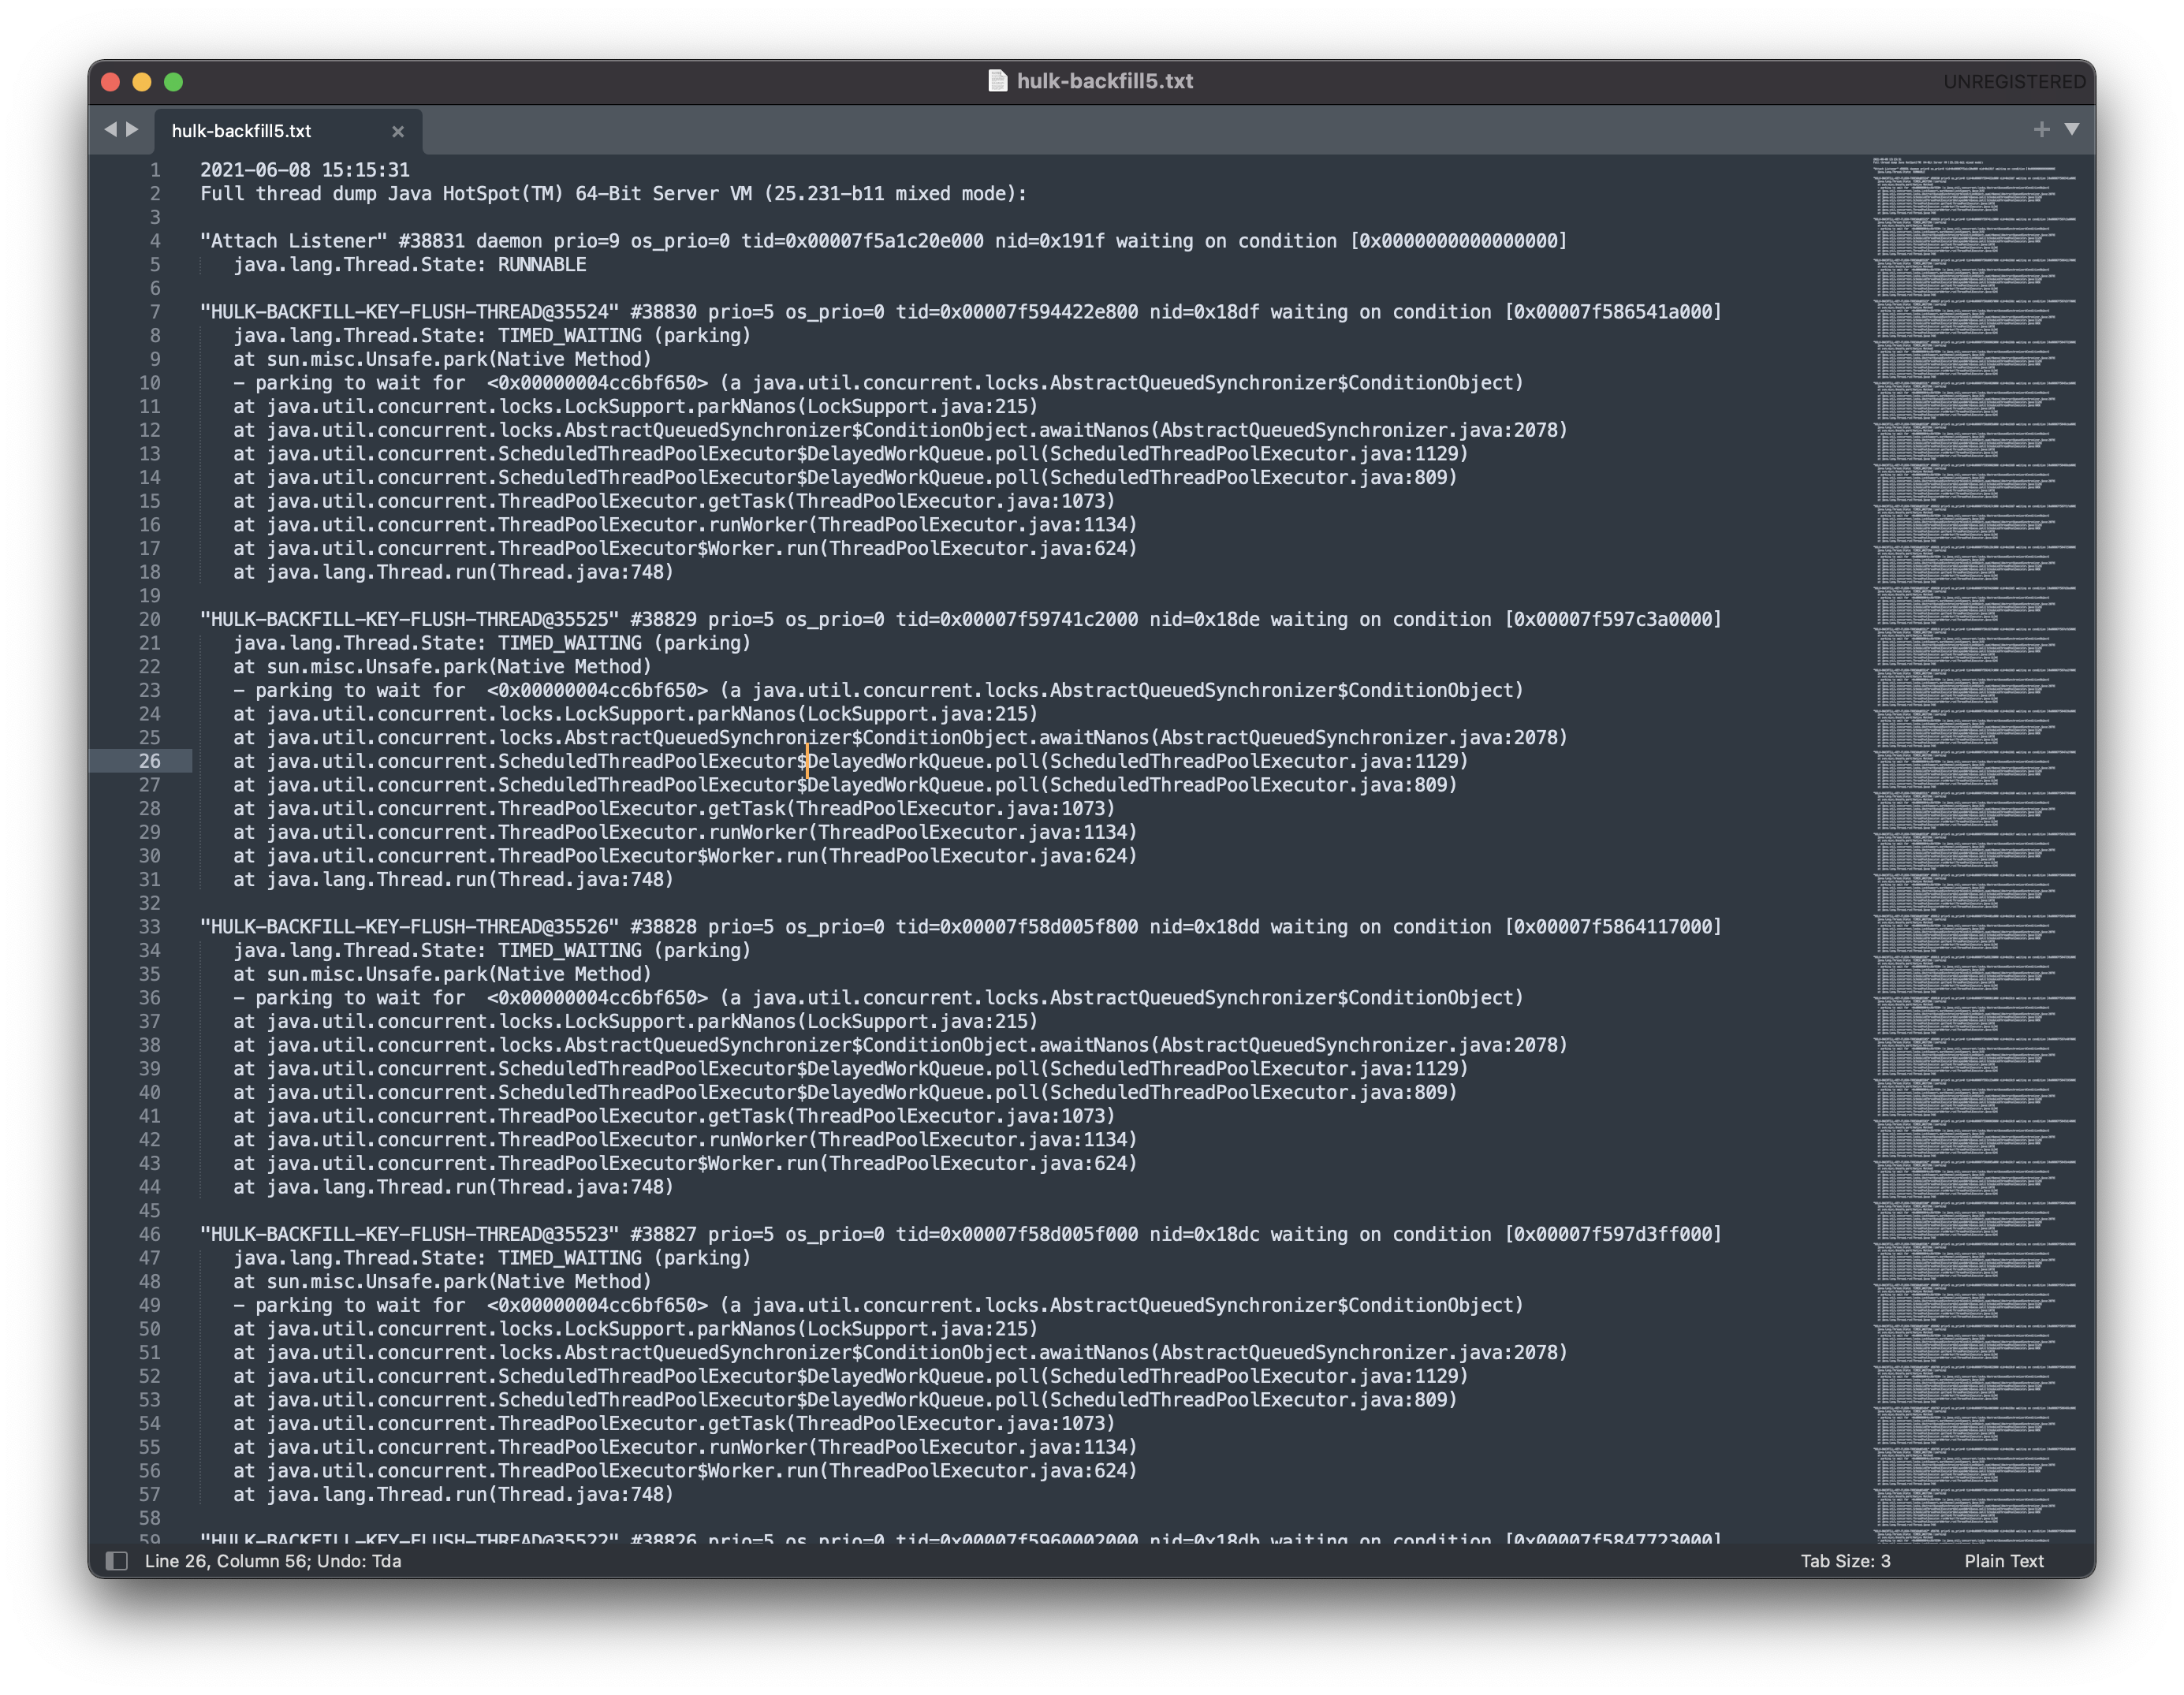 hulk-backfill5.txt
UNREGISTERED
hulk-backfill5.txt
1 2021-06-08 15:15:31
2 Full thread dump Java HotSpot(TM) 64-Bit Server VM (25.231-b11 mixed mode):
3
4 "Attach Listener" #38831 daemon prio=9 os_prio=0 tid=0x00007f5a1c20e000 nid=0x191f waiting on condition [0x0000000000000000]
5 java.lang.Thread.State: RUNNABLE
6
7 "HULK-BACKFILL-KEY-FLUSH-THREAD@35524" #38830 prio=5 os_prio=0 tid=0x00007f594422e800 nid=0x18df waiting on condition [0x00007f586541a000]
8 java.lang.Thread.State: TIMED_WAITING (parking)
9 at sun.misc.Unsafe.park(Native Method)
10 - parking to wait for <0x00000004cc6bf650> (a java.util.concurrent.locks.AbstractQueuedSynchronizer$ConditionObject)
11 at java.util.concurrent.locks.LockSupport.parkNanos(LockSupport.java:215)
12 at java.util.concurrent.locks.AbstractQueuedSynchronizer$ConditionObject.awaitNanos(AbstractQueuedSynchronizer.java:2078)
13 at java.util.concurrent.ScheduledThreadPoolExecutor$DelayedWorkQueue.poll(ScheduledThreadPoolExecutor.java:1129)
14 at java.util.concurrent.ScheduledThreadPoolExecutor$DelayedWorkQueue.poll(ScheduledThreadPoolExecutor.java:809)
15 at java.util.concurrent.ThreadPoolExecutor.getTask(ThreadPoolExecutor.java:1073)
16 at java.util.concurrent.ThreadPoolExecutor.runWorker(ThreadPoolExecutor.java:1134)
17 at java.util.concurrent.ThreadPoolExecutor$Worker.run(ThreadPoolExecutor.java:624)
18 at java.lang.Thread.run(Thread.java:748)
19
20 "HULK-BACKFILL-KEY-FLUSH-THREAD@35525" #38829 prio=5 os_prio=0 tid=0x00007f59741c2000 nid=0x18de waiting on condition [0x00007f597c3a0000]
21 java.lang.Thread.State: TIMED_WAITING (parking)
22 at sun.misc.Unsafe.park(Native Method)
23 - parking to wait for <0x00000004cc6bf650> (a java.util.concurrent.locks.AbstractQueuedSynchronizer$ConditionObject)
24 at java.util.concurrent.locks.LockSupport.parkNanos(LockSupport.java:215)
25 at java.util.concurrent.locks.AbstractQueuedSynchronizer$ConditionObject.awaitNanos(AbstractQueuedSynchronizer.java:2078)
26 at java.util.concurrent.ScheduledThreadPoolExecutor$DelayedWorkQueue.poll(ScheduledThreadPoolExecutor.java:1129)
27 at java.util.concurrent.ScheduledThreadPoolExecutor$DelayedWorkQueue.poll(ScheduledThreadPoolExecutor.java:809)
28 at java.util.concurrent.ThreadPoolExecutor.getTask(ThreadPoolExecutor.java:1073)
29 at java.util.concurrent.ThreadPoolExecutor.runWorker(ThreadPoolExecutor.java:1134)
30 at java.util.concurrent.ThreadPoolExecutor$Worker.run(ThreadPoolExecutor.java:624)
31 at java.lang.Thread.run(Thread.java:748)
32
33 "HULK-BACKFILL-KEY-FLUSH-THREAD@35526" #38828 prio=5 os_prio=0 tid=0x00007f58d005f800 nid=0x18dd waiting on condition [0x00007f5864117000]
34 java.lang.Thread.State: TIMED_WAITING (parking)
35 at sun.misc.Unsafe.park(Native Method)
36 - parking to wait for <0x00000004cc6bf650> (a java.util.concurrent.locks.AbstractQueuedSynchronizer$ConditionObject)
37 at java.util.concurrent.locks.LockSupport.parkNanos(LockSupport.java:215)
38 at java.util.concurrent.locks.AbstractQueuedSynchronizer$ConditionObject.awaitNanos(AbstractQueuedSynchronizer.java:2078)
39 at java.util.concurrent.ScheduledThreadPoolExecutor$DelayedWorkQueue.poll(ScheduledThreadPoolExecutor.java:1129)
40 at java.util.concurrent.ScheduledThreadPoolExecutor$DelayedWorkQueue.poll(ScheduledThreadPoolExecutor.java:809)
41 at java.util.concurrent.ThreadPoolExecutor.getTask(ThreadPoolExecutor.java:1073)
42 at java.util.concurrent.ThreadPoolExecutor.runWorker(ThreadPoolExecutor.java:1134)
43 at java.util.concurrent.ThreadPoolExecutor$Worker.run(ThreadPoolExecutor.java:624)
44 at java.lang.Thread.run(Thread.java:748)
45
46 "HULK-BACKFILL-KEY-FLUSH-THREAD@35523" #38827 prio=5 os_prio=0 tid=0x00007f58d005f000 nid=0x18dc waiting on condition [0x00007f597d3ff000]
47 java.lang.Thread.State: TIMED_WAITING (parking)
48 at sun.misc.Unsafe.park(Native Method)
49 - parking to wait for <0x00000004cc6bf650> (a java.util.concurrent.locks.AbstractQueuedSynchronizer$ConditionObject)
50 at java.util.concurrent.locks.LockSupport.parkNanos(LockSupport.java:215)
51 at java.util.concurrent.locks.AbstractQueuedSynchronizer$ConditionObject.awaitNanos(AbstractQueuedSynchronizer.java:2078)
52 at java.util.concurrent.ScheduledThreadPoolExecutor$DelayedWorkQueue.poll(ScheduledThreadPoolExecutor.java:1129)
53 at java.util.concurrent.ScheduledThreadPoolExecutor$DelayedWorkQueue.poll(ScheduledThreadPoolExecutor.java:809)
54 at java.util.concurrent.ThreadPoolExecutor.getTask(ThreadPoolExecutor.java:1073)
55 at java.util.concurrent.ThreadPoolExecutor.runWorker(ThreadPoolExecutor.java:1134)
56 at java.util.concurrent.ThreadPoolExecutor$Worker.run(ThreadPoolExecutor.java:624)
57 at java.lang.Thread.run(Thread.java:748)
58
59 "HULK-BACKFILL-KEY-FLUSH-THREAD@35522" #38826 prio=5 os_prio=0 tid=0x00007f5960002000 nid=0x18db waiting on condition [0x00007f5847723000]
Line 26, Column 56; Undo: Tda
Tab Size: 3
Plain Text